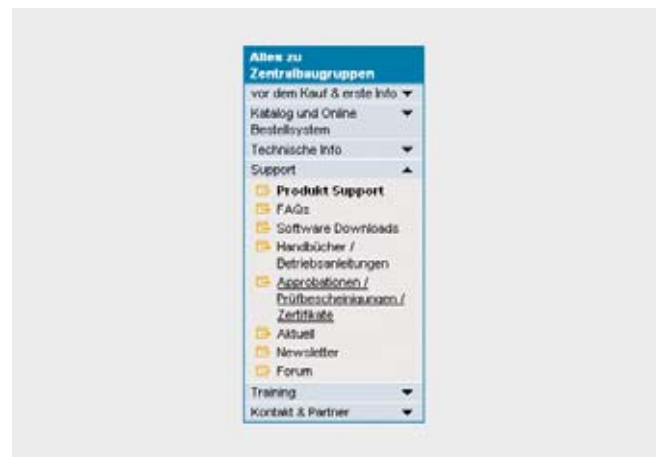 Alles zu
Zentralbaugruppen
vor dem Kauf & erste Info
Katalog und Online
Bestellsystem
Technische Info
Support
Produkt Support
FAQs
Software Downloads
Handbücher /
Betriebsanleitungen
Approbationen /
Prüfbescheinigungen /
Zertifikate
Aktuell
Newsletter
Forum
Training
Kontakt & Partner